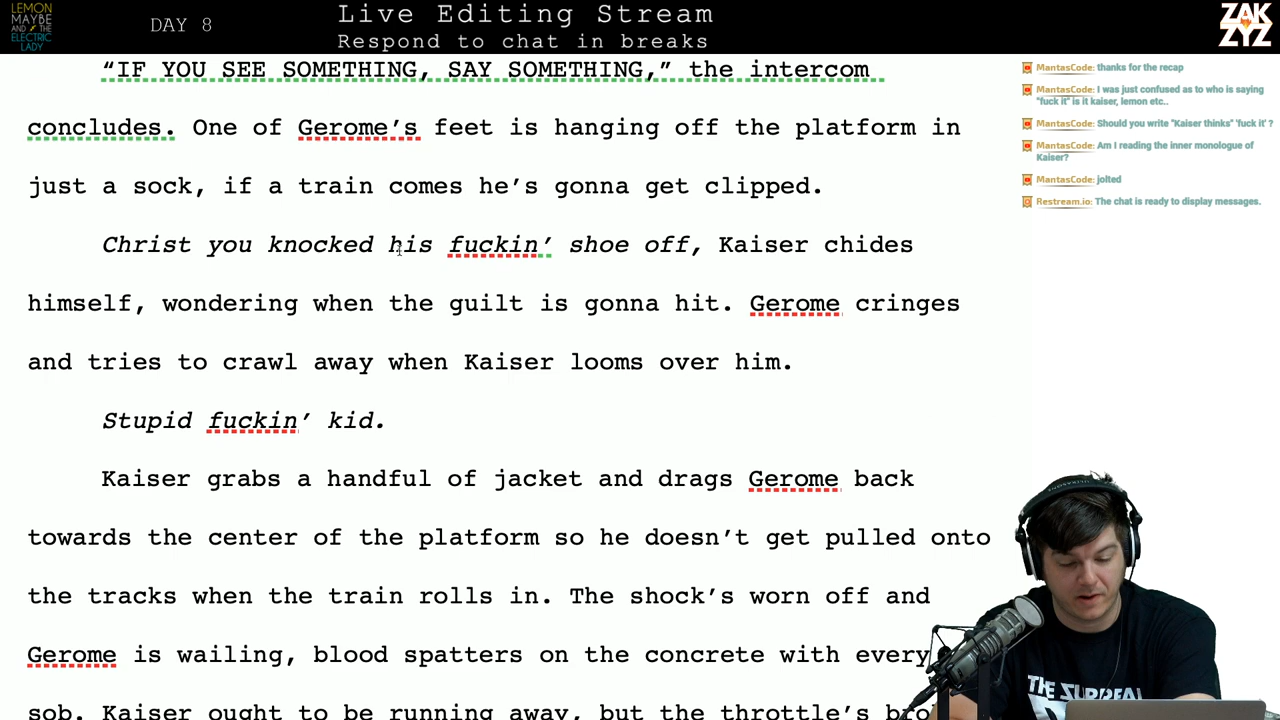 LEMON
MAYBE
AND THE
ELECTRIC
LADY
DAY 8
Live Editing Stream
Respond to chat in breaks
ZAK
ZYZ
“IF YOU SEE SOMETHING, SAY SOMETHING,” the intercom
concludes. One of Gerome’s feet is hanging off the platform in
just a sock, if a train comes he’s gonna get clipped.
Christ you knocked his fuckin’ shoe off, Kaiser chides
himself, wondering when the guilt is gonna hit. Gerome cringes
and tries to crawl away when Kaiser looms over him.
Stupid fuckin’ kid.
Kaiser grabs a handful of jacket and drags Gerome back
towards the center of the platform so he doesn’t get pulled onto
the tracks when the train rolls in. The shock’s worn off and
Gerome is wailing, blood spatters on the concrete with every
sob. Kaiser ought to be running away, but the throttle’s bro
MantasCode: thanks for the recap
MantasCode: I was just confused as to who is saying
"fuck it" is it kaiser, lemon etc..
MantasCode: Should you write "Kaiser thinks" 'fuck it' ?
MantasCode: Am I reading the inner monologue of
Kaiser?
MantasCode: jolted
Restream.io: The chat is ready to display messages.
THE SURREAL